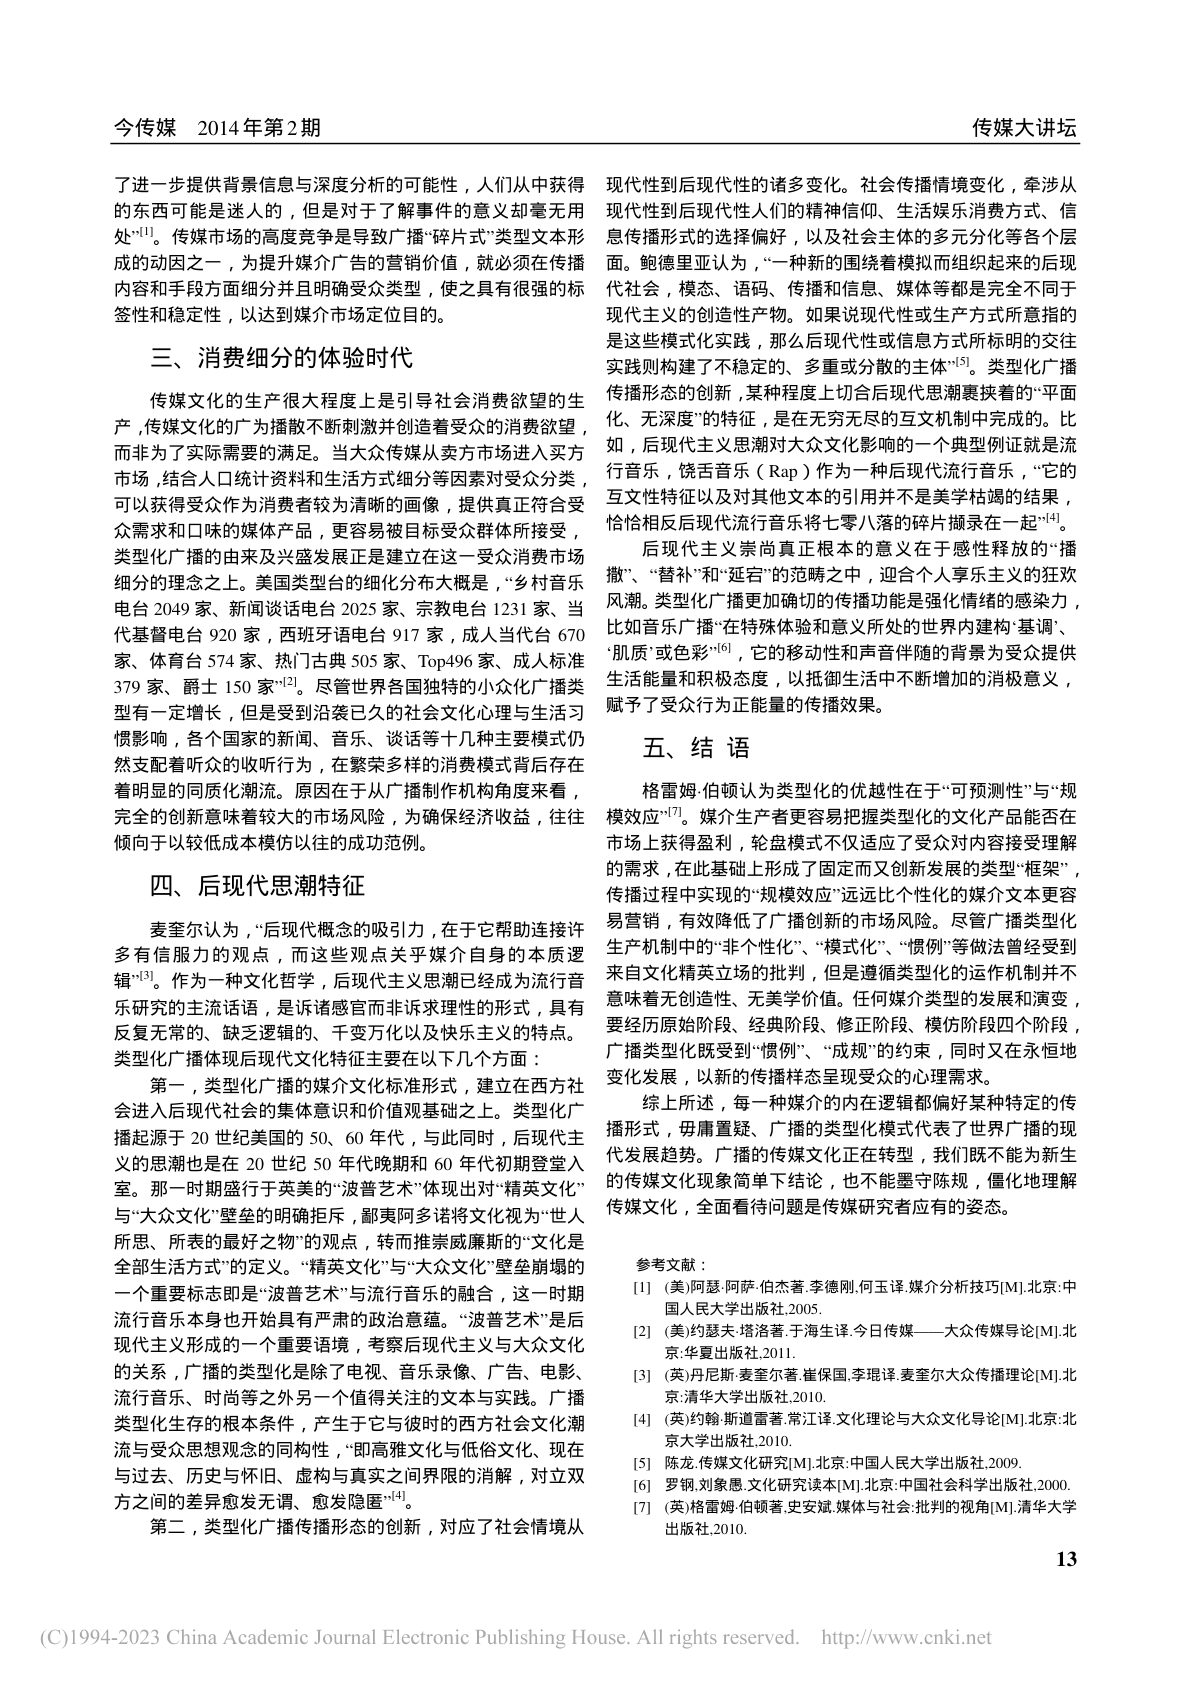 今传媒 2014年第2期
传媒大讲坛
了进一步提供背景信息与深度分析的可能性，人们从中获得
的东西可能是迷人的，但是对于了解事件的意义却毫无用
处”[1]。传媒市场的高度竞争是导致广播“碎片式”类型文本形
成的动因之一，为提升媒介广告的营销价值，就必须在传播
内容和手段方面细分并且明确受众类型，使之具有很强的标
签性和稳定性，以达到媒介市场定位目的。
三、消费细分的体验时代
传媒文化的生产很大程度上是引导社会消费欲望的生
产，传媒文化的广为播散不断刺激并创造着受众的消费欲望，
而非为了实际需要的满足。当大众传媒从卖方市场进入买方
市场，结合人口统计资料和生活方式细分等因素对受众分类，
可以获得受众作为消费者较为清晰的画像，提供真正符合受
众需求和口味的媒体产品，更容易被目标受众群体所接受，
类型化广播的由来及兴盛发展正是建立在这一受众消费市场
细分的理念之上。美国类型台的细化分布大概是，“乡村音乐
电台 2049 家、新闻谈话电台 2025 家、宗教电台 1231 家、当
代基督电台 920 家，西班牙语电台 917 家，成人当代台 670
家、体育台 574 家、热门古典 505 家、Top496 家、成人标准
379 家、爵士 150 家”[2]。尽管世界各国独特的小众化广播类
型有一定增长，但是受到沿袭已久的社会文化心理与生活习
惯影响，各个国家的新闻、音乐、谈话等十几种主要模式仍
然支配着听众的收听行为，在繁荣多样的消费模式背后存在
着明显的同质化潮流。原因在于从广播制作机构角度来看，
完全的创新意味着较大的市场风险，为确保经济收益，往往
倾向于以较低成本模仿以往的成功范例。
四、后现代思潮特征
麦奎尔认为，“后现代概念的吸引力，在于它帮助连接许
多有信服力的观点，而这些观点关乎媒介自身的本质逻
辑”[3]。作为一种文化哲学，后现代主义思潮已经成为流行音
乐研究的主流话语，是诉诸感官而非诉求理性的形式，具有
反复无常的、缺乏逻辑的、千变万化以及快乐主义的特点。
类型化广播体现后现代文化特征主要在以下几个方面：
第一，类型化广播的媒介文化标准形式，建立在西方社
会进入后现代社会的集体意识和价值观基础之上。类型化广
播起源于 20 世纪美国的 50、60 年代，与此同时，后现代主
义的思潮也是在 20 世纪 50 年代晚期和 60 年代初期登堂入
室。那一时期盛行于英美的“波普艺术”体现出对“精英文化”
与“大众文化”壁垒的明确拒斥，鄙夷阿多诺将文化视为“世人
所思、所表的最好之物”的观点，转而推崇威廉斯的“文化是
全部生活方式”的定义。“精英文化”与“大众文化”壁垒崩塌的
一个重要标志即是“波普艺术”与流行音乐的融合，这一时期
流行音乐本身也开始具有严肃的政治意蕴。“波普艺术”是后
现代主义形成的一个重要语境，考察后现代主义与大众文化
的关系，广播的类型化是除了电视、音乐录像、广告、电影、
流行音乐、时尚等之外另一个值得关注的文本与实践。广播
类型化生存的根本条件，产生于它与彼时的西方社会文化潮
流与受众思想观念的同构性，“即高雅文化与低俗文化、现在
与过去、历史与怀旧、虚构与真实之间界限的消解，对立双
方之间的差异愈发无谓、愈发隐匿”[4]。
第二，类型化广播传播形态的创新，对应了社会情境从
现代性到后现代性的诸多变化。社会传播情境变化，牵涉从
现代性到后现代性人们的精神信仰、生活娱乐消费方式、信
息传播形式的选择偏好，以及社会主体的多元分化等各个层
面。鲍德里亚认为，“一种新的围绕着模拟而组织起来的后现
代社会，模态、语码、传播和信息、媒体等都是完全不同于
现代主义的创造性产物。如果说现代性或生产方式所意指的
是这些模式化实践，那么后现代性或信息方式所标明的交往
实践则构建了不稳定的、多重或分散的主体”[5]。类型化广播
传播形态的创新，某种程度上切合后现代思潮裹挟着的“平面
化、无深度”的特征，是在无穷无尽的互文机制中完成的。比
如，后现代主义思潮对大众文化影响的一个典型例证就是流
行音乐，饶舌音乐（Rap）作为一种后现代流行音乐，“它的
互文性特征以及对其他文本的引用并不是美学枯竭的结果，
恰恰相反后现代流行音乐将七零八落的碎片撷录在一起”[4]。
后现代主义崇尚真正根本的意义在于感性释放的“播
撒”、“替补”和“延宕”的范畴之中，迎合个人享乐主义的狂欢
风潮。类型化广播更加确切的传播功能是强化情绪的感染力，
比如音乐广播“在特殊体验和意义所处的世界内建构‘基调’、
‘肌质’或色彩”[6]，它的移动性和声音伴随的背景为受众提供
生活能量和积极态度，以抵御生活中不断增加的消极意义，
赋予了受众行为正能量的传播效果。
五、结 语
格雷姆·伯顿认为类型化的优越性在于“可预测性”与“规
模效应”[7]。媒介生产者更容易把握类型化的文化产品能否在
市场上获得盈利，轮盘模式不仅适应了受众对内容接受理解
的需求，在此基础上形成了固定而又创新发展的类型“框架”，
传播过程中实现的“规模效应”远远比个性化的媒介文本更容
易营销，有效降低了广播创新的市场风险。尽管广播类型化
生产机制中的“非个性化”、“模式化”、“惯例”等做法曾经受到
来自文化精英立场的批判，但是遵循类型化的运作机制并不
意味着无创造性、无美学价值。任何媒介类型的发展和演变，
要经历原始阶段、经典阶段、修正阶段、模仿阶段四个阶段，
广播类型化既受到“惯例”、“成规”的约束，同时又在永恒地
变化发展，以新的传播样态呈现受众的心理需求。
综上所述，每一种媒介的内在逻辑都偏好某种特定的传
播形式，毋庸置疑、广播的类型化模式代表了世界广播的现
代发展趋势。广播的传媒文化正在转型，我们既不能为新生
的传媒文化现象简单下结论，也不能墨守陈规，僵化地理解
传媒文化，全面看待问题是传媒研究者应有的姿态。
参考文献：
[1] (美)阿瑟·阿萨·伯杰著.李德刚,何玉译.媒介分析技巧[M].北京:中
国人民大学出版社,2005.
[2] (美)约瑟夫·塔洛著.于海生译.今日传媒——大众传媒导论[M].北
京:华夏出版社,2011.
[3] (英)丹尼斯·麦奎尔著.崔保国,李琨译.麦奎尔大众传播理论[M].北
京:清华大学出版社,2010.
[4] (英)约翰·斯道雷著.常江译.文化理论与大众文化导论[M].北京:北
京大学出版社,2010.
[5] 陈龙.传媒文化研究[M].北京:中国人民大学出版社,2009.
[6] 罗钢,刘象愚.文化研究读本[M].北京:中国社会科学出版社,2000.
[7] (英)格雷姆·伯顿著,史安斌.媒体与社会:批判的视角[M].清华大学
出版社,2010.
13
(C)1994-2023 China Academic Journal Electronic Publishing House. All rights reserved. http://www.cnki.net